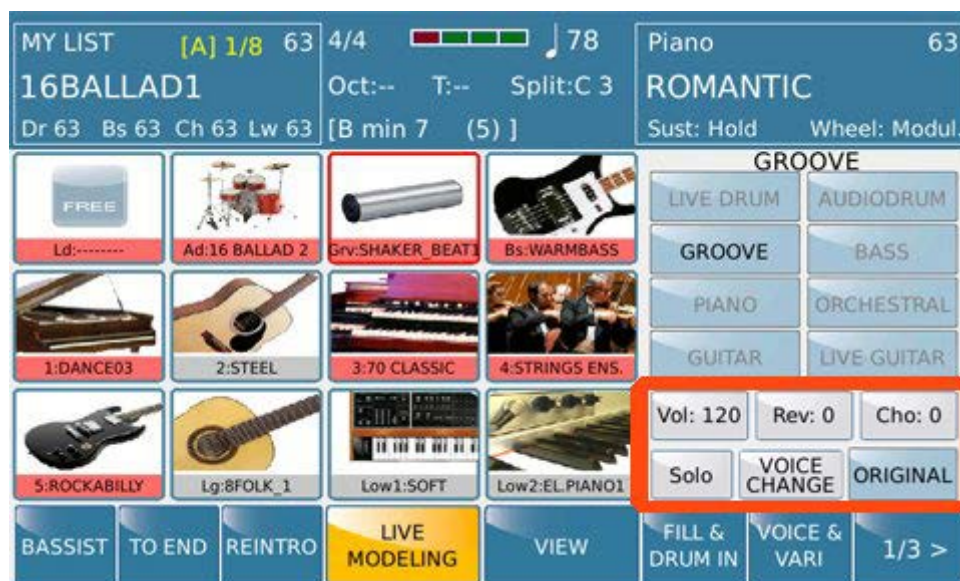 MY LIST [A] 1/8 63
16BALLAD1
Dr 63 Bs 63 Ch 63 Lw 63
4/4 78
Oct:-- T:-- Split:C 3
[B min 7 (5) ]
Piano 63
ROMANTIC
Sust: Hold Wheel: Modul.
FREE
Ld:--------
Ad:16 BALLAD 2
Grv:SHAKER_BEAT1
Bs:WARMBASS
1:DANCE03
2:STEEL
3:70 CLASSIC
4:STRINGS ENS.
5:ROCKABILLY
Lg:8FOLK_1
Low1:SOFT
Low2:EL.PIANO1
GROOVE
LIVE DRUM AUDIODRUM
GROOVE BASS
PIANO ORCHESTRAL
GUITAR LIVE GUITAR
Vol: 120 Rev: 0 Cho: 0
Solo
VOICE
CHANGE
ORIGINAL
BASSIST
TO END
REINTRO
LIVE
MODELING
VIEW
FILL &
DRUM IN
VOICE &
VARI
1/3 >